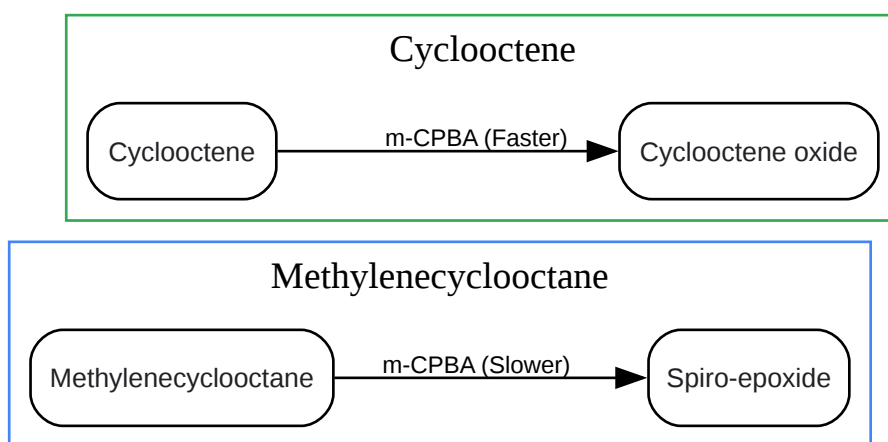 Cyclooctene
Cyclooctene
m-CPBA (Faster)
Cyclooctene oxide
Methylenecyclooctane
Methylenecyclooctane
m-CPBA (Slower)
Spiro-epoxide